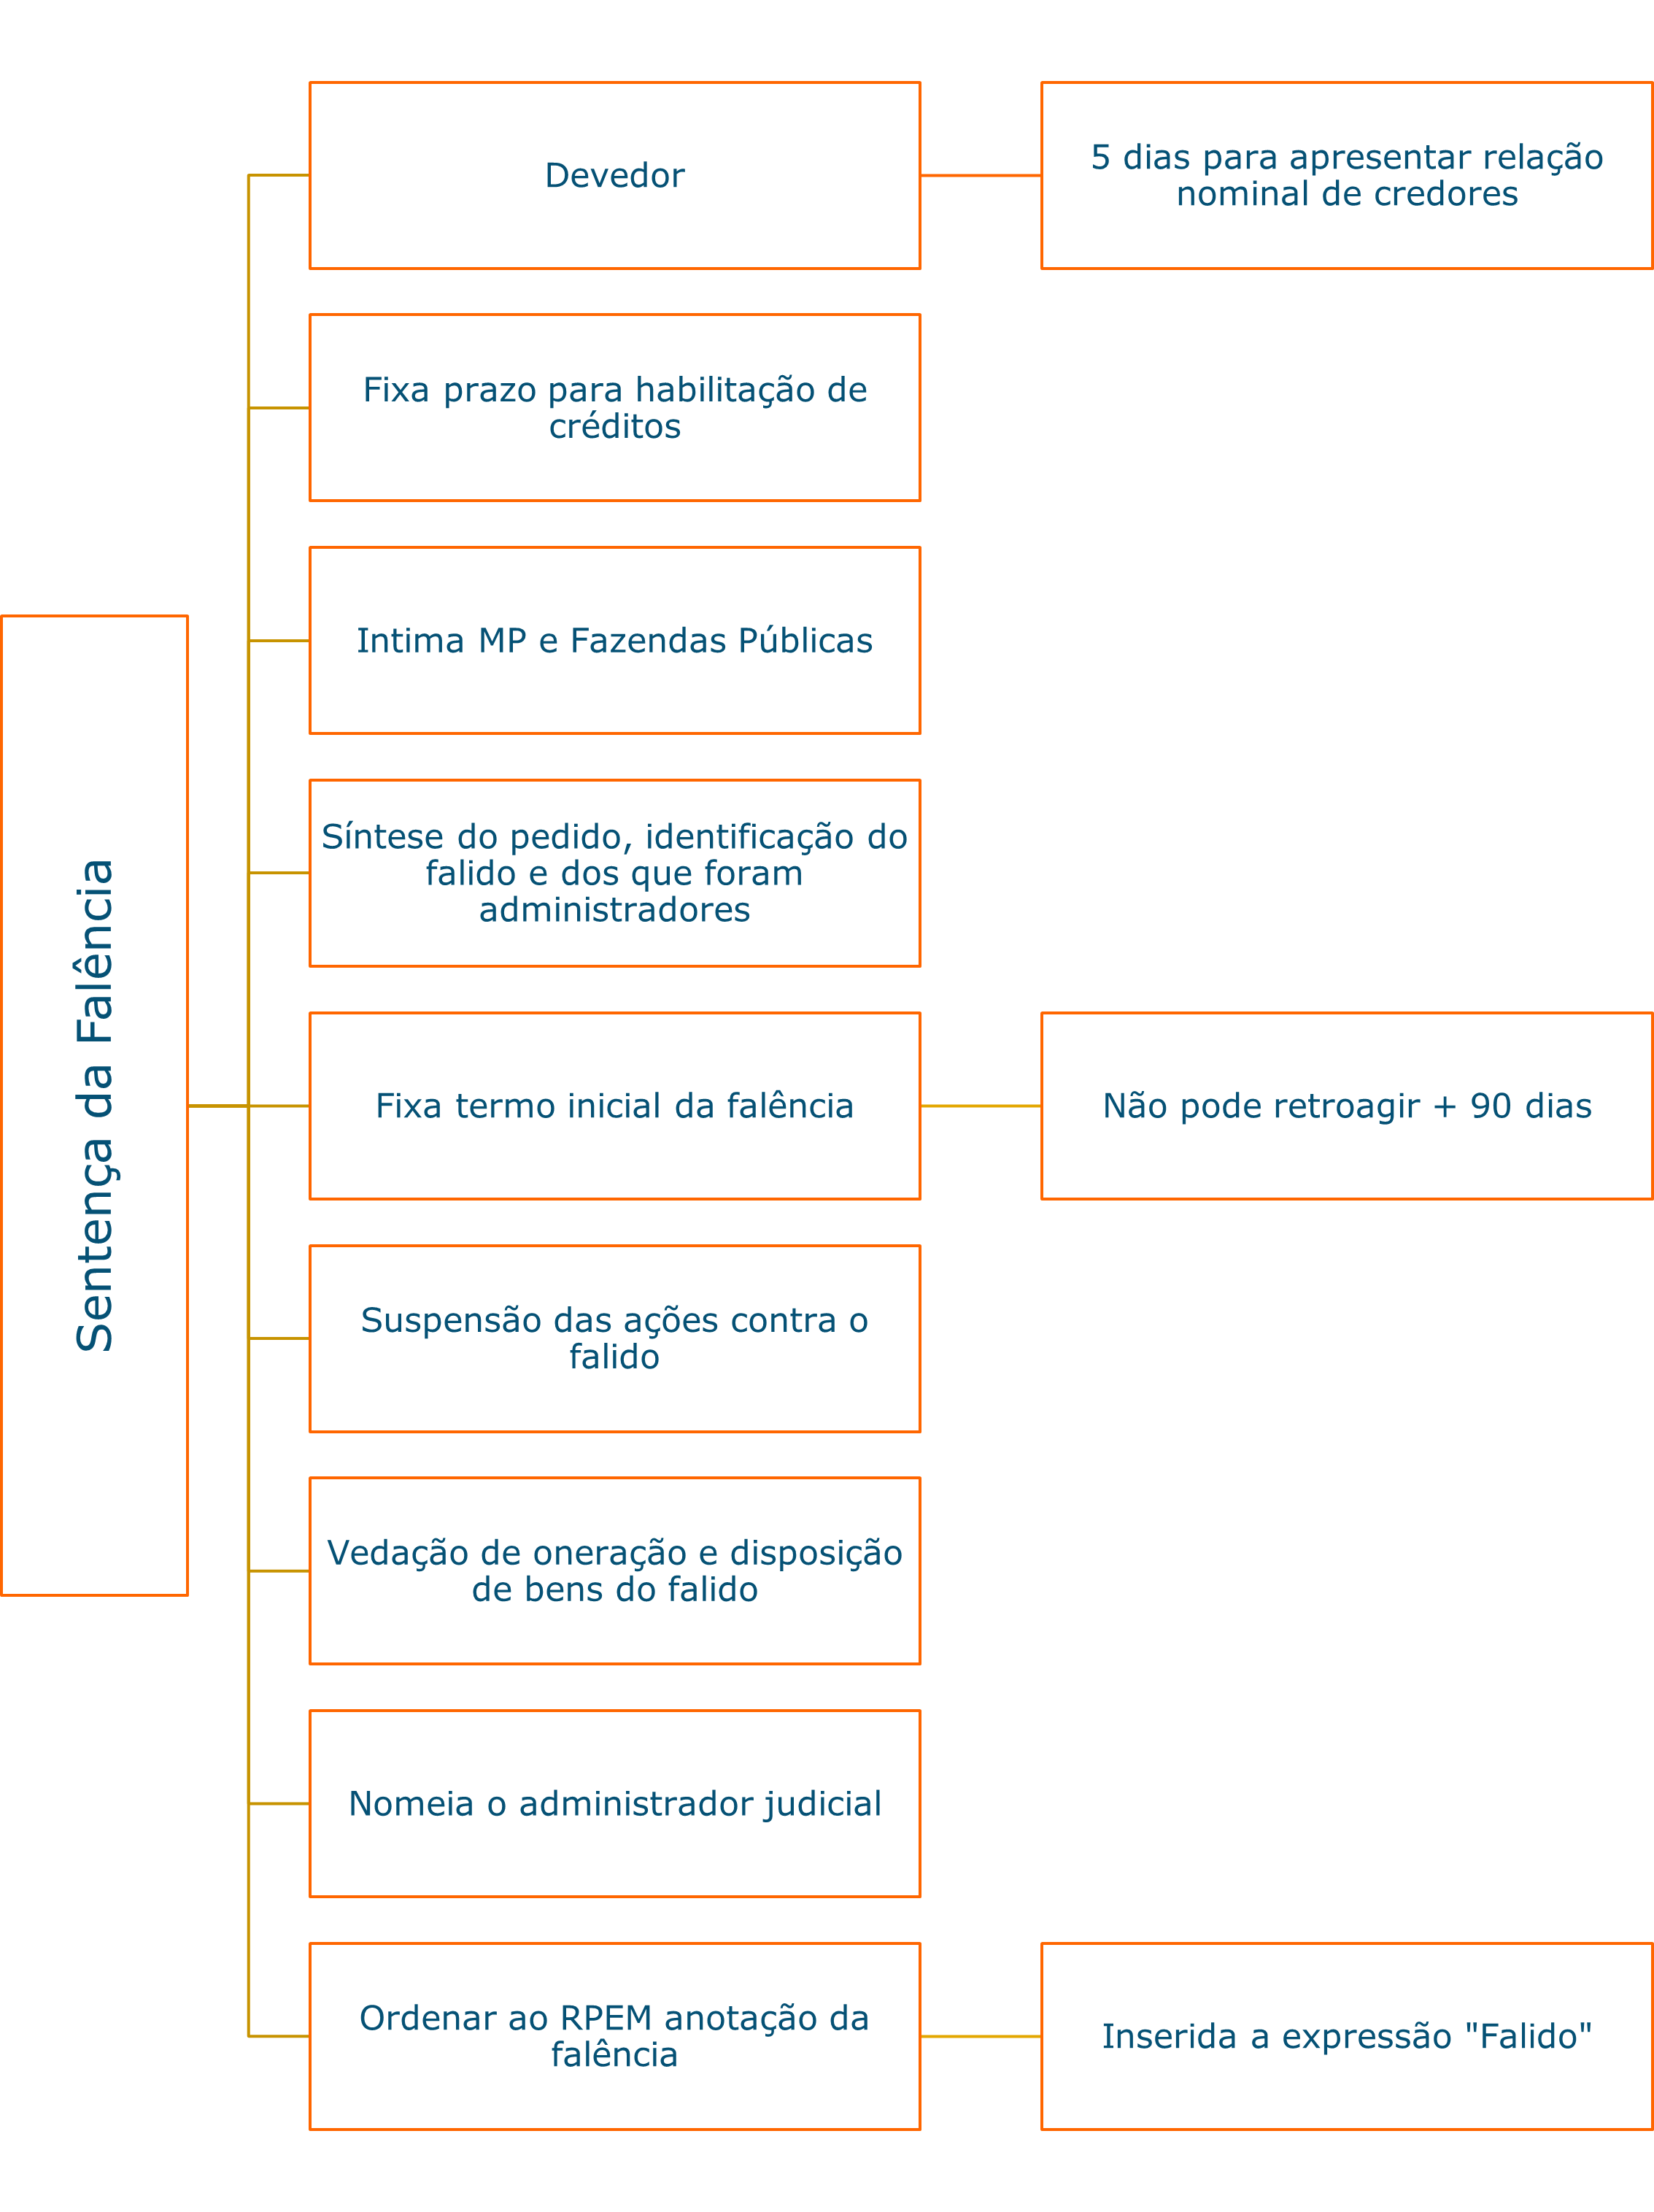 Sentença da Falência
Devedor
5 dias para apresentar relação
nominal de credores
Fixa prazo para habilitação de
créditos
Intima MP e Fazendas Públicas
Síntese do pedido, identificação do
falido e dos que foram
administradores
Fixa termo inicial da falência
Não pode retroagir + 90 dias
Suspensão das ações contra o
falido
Vedação de oneração e disposição
de bens do falido
Nomeia o administrador judicial
Ordenar ao RPEM anotação da
falência
Inserida a expressão "Falido"